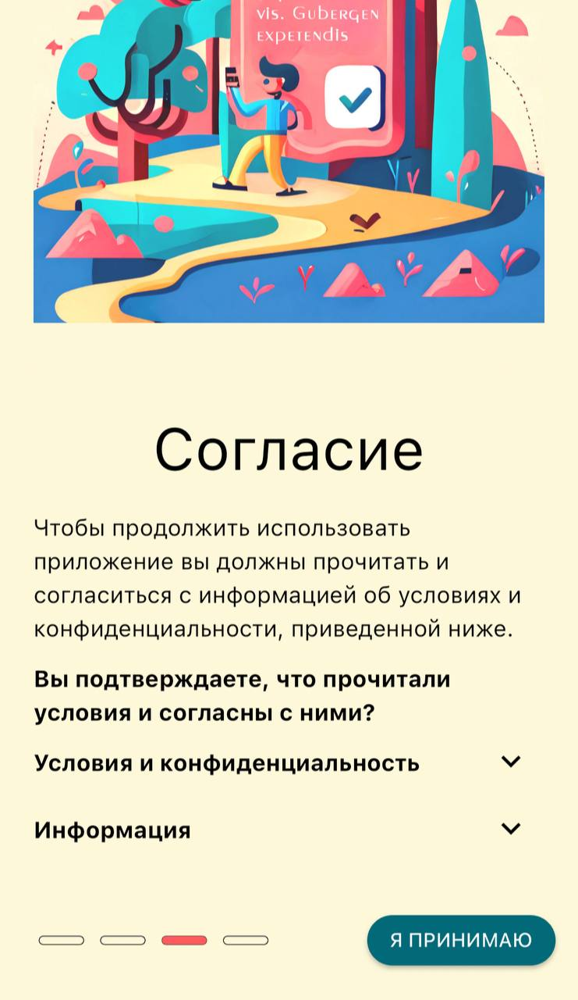 vis. Gubergen
expetendis
Согласие
Чтобы продолжить использовать
приложение вы должны прочитать и
согласиться с информацией об условиях и
конфиденциальности, приведенной ниже.
Вы подтверждаете, что прочитали
условия и согласны с ними?
Условия и конфиденциальность
Информация
Я ПРИНИМАЮ